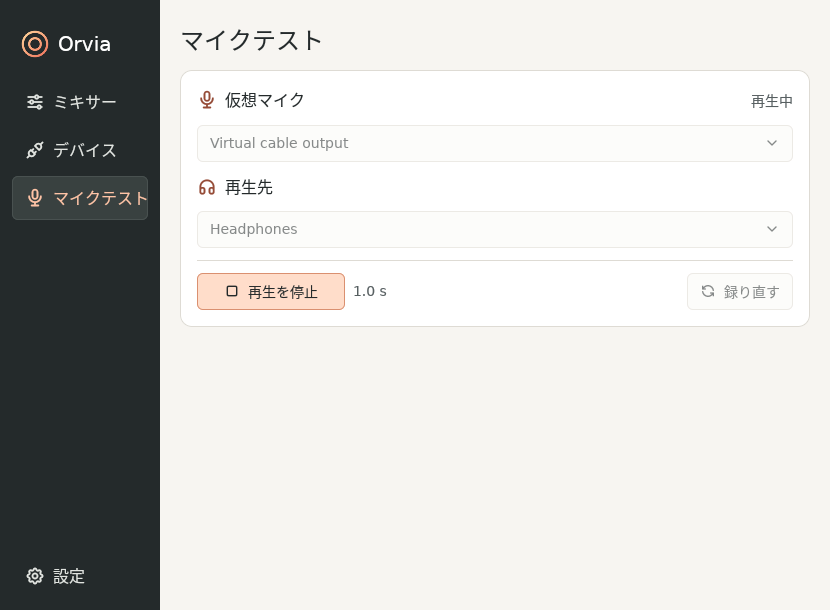 Orvia
ミキサー
デバイス
マイクテスト
設定
マイクテスト
仮想マイク
再生中
Virtual cable output
再生先
Headphones
再生を停止
1.0 s
録り直す